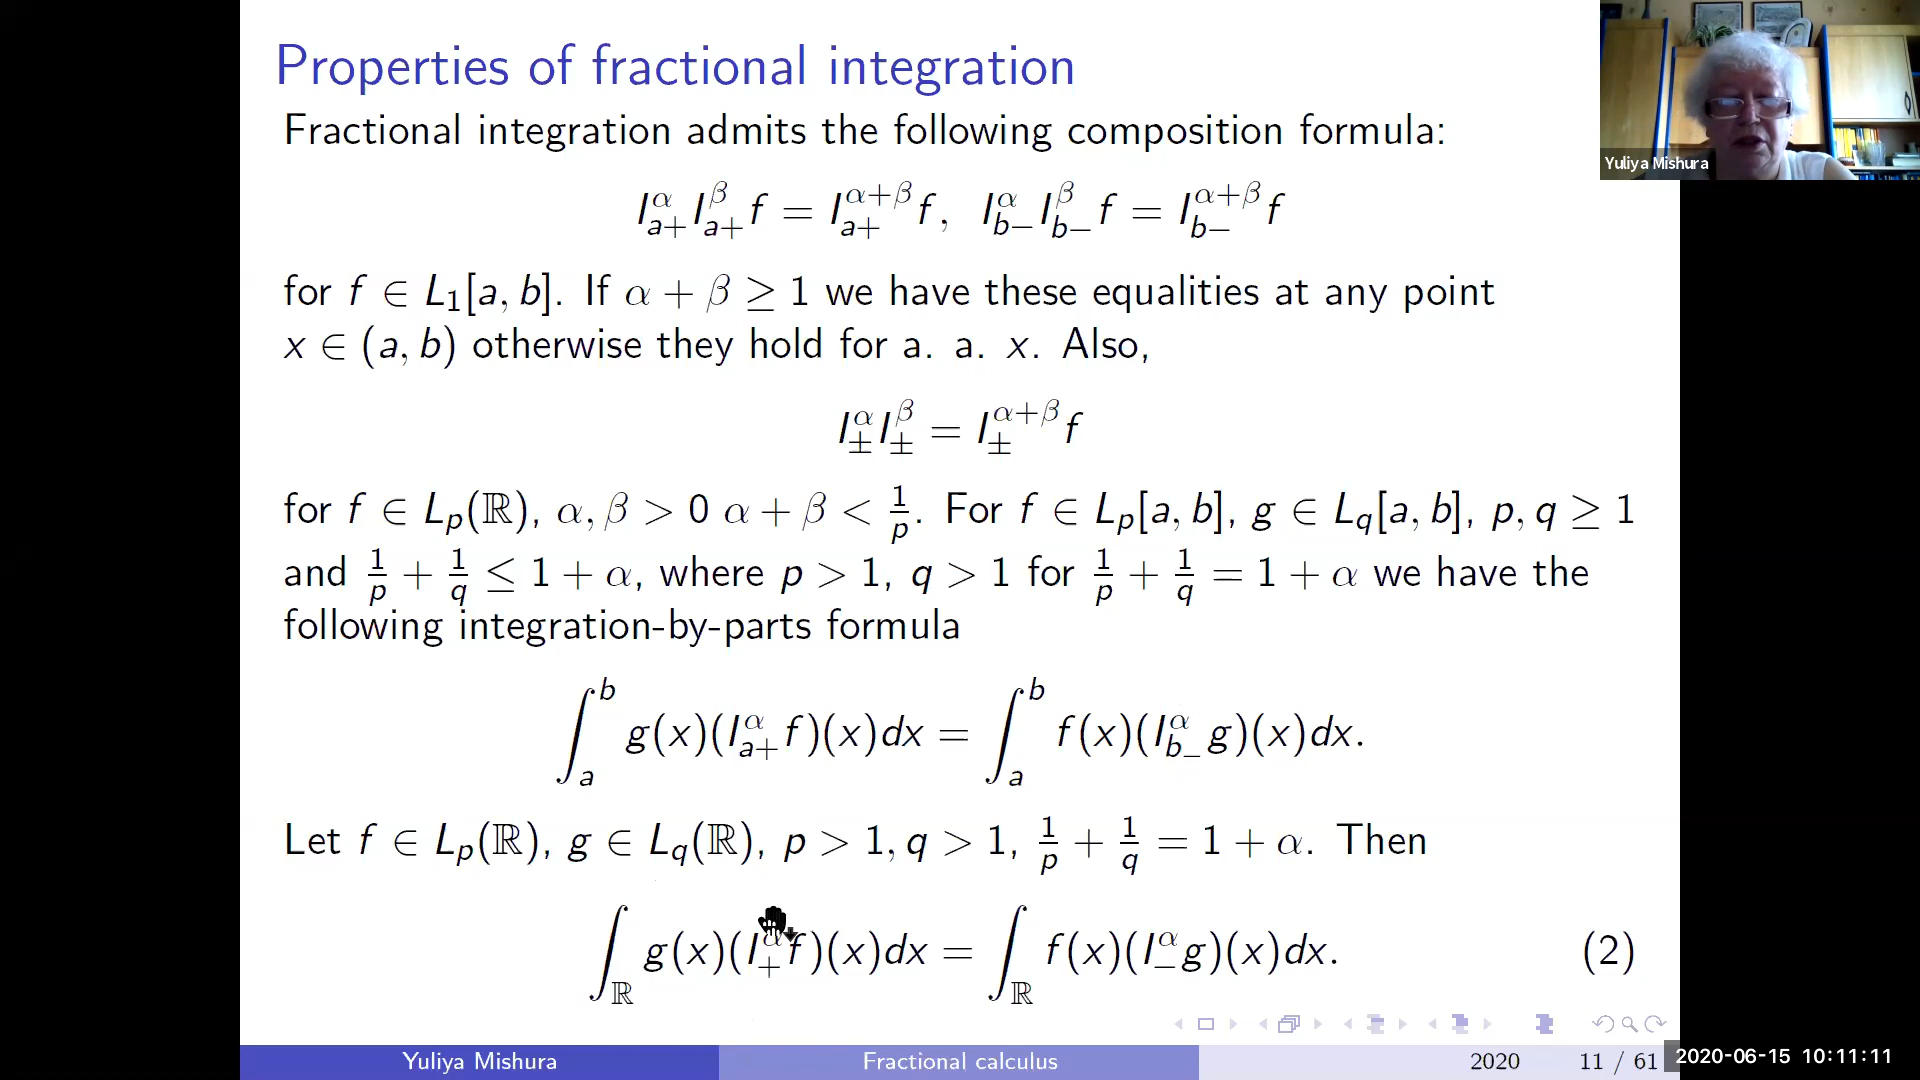 Properties of fractional integration
Fractional integration admits the following composition formula:
I^α_{a+} I^β_{a+} f = I^{α+β}_{a+} f, I^α_{b−} I^β_{b−} f = I^{α+β}_{b−} f
for f ∈ L₁[a, b]. If α + β ≥ 1 we have these equalities at any point
x ∈ (a, b) otherwise they hold for a. a. x. Also,
I^α_± I^β_± = I^{α+β}_± f
for f ∈ L_p(ℝ), α, β > 0 α + β < 1/p. For f ∈ L_p[a, b], g ∈ L_q[a, b], p, q ≥ 1
and 1/p + 1/q ≤ 1 + α, where p > 1, q > 1 for 1/p + 1/q = 1 + α we have the
following integration-by-parts formula
∫_a^b g(x)(I^α_{a+} f)(x)dx = ∫_a^b f(x)(I^α_{b−} g)(x)dx.
Let f ∈ L_p(ℝ), g ∈ L_q(ℝ), p > 1, q > 1, 1/p + 1/q = 1 + α. Then
∫_ℝ g(x)(I^α_+ f)(x)dx = ∫_ℝ f(x)(I^α_− g)(x)dx. (2)
Yuliya Mishura Fractional calculus 2020 11 / 61
Yuliya Mishura
2020-06-15 10:11:11